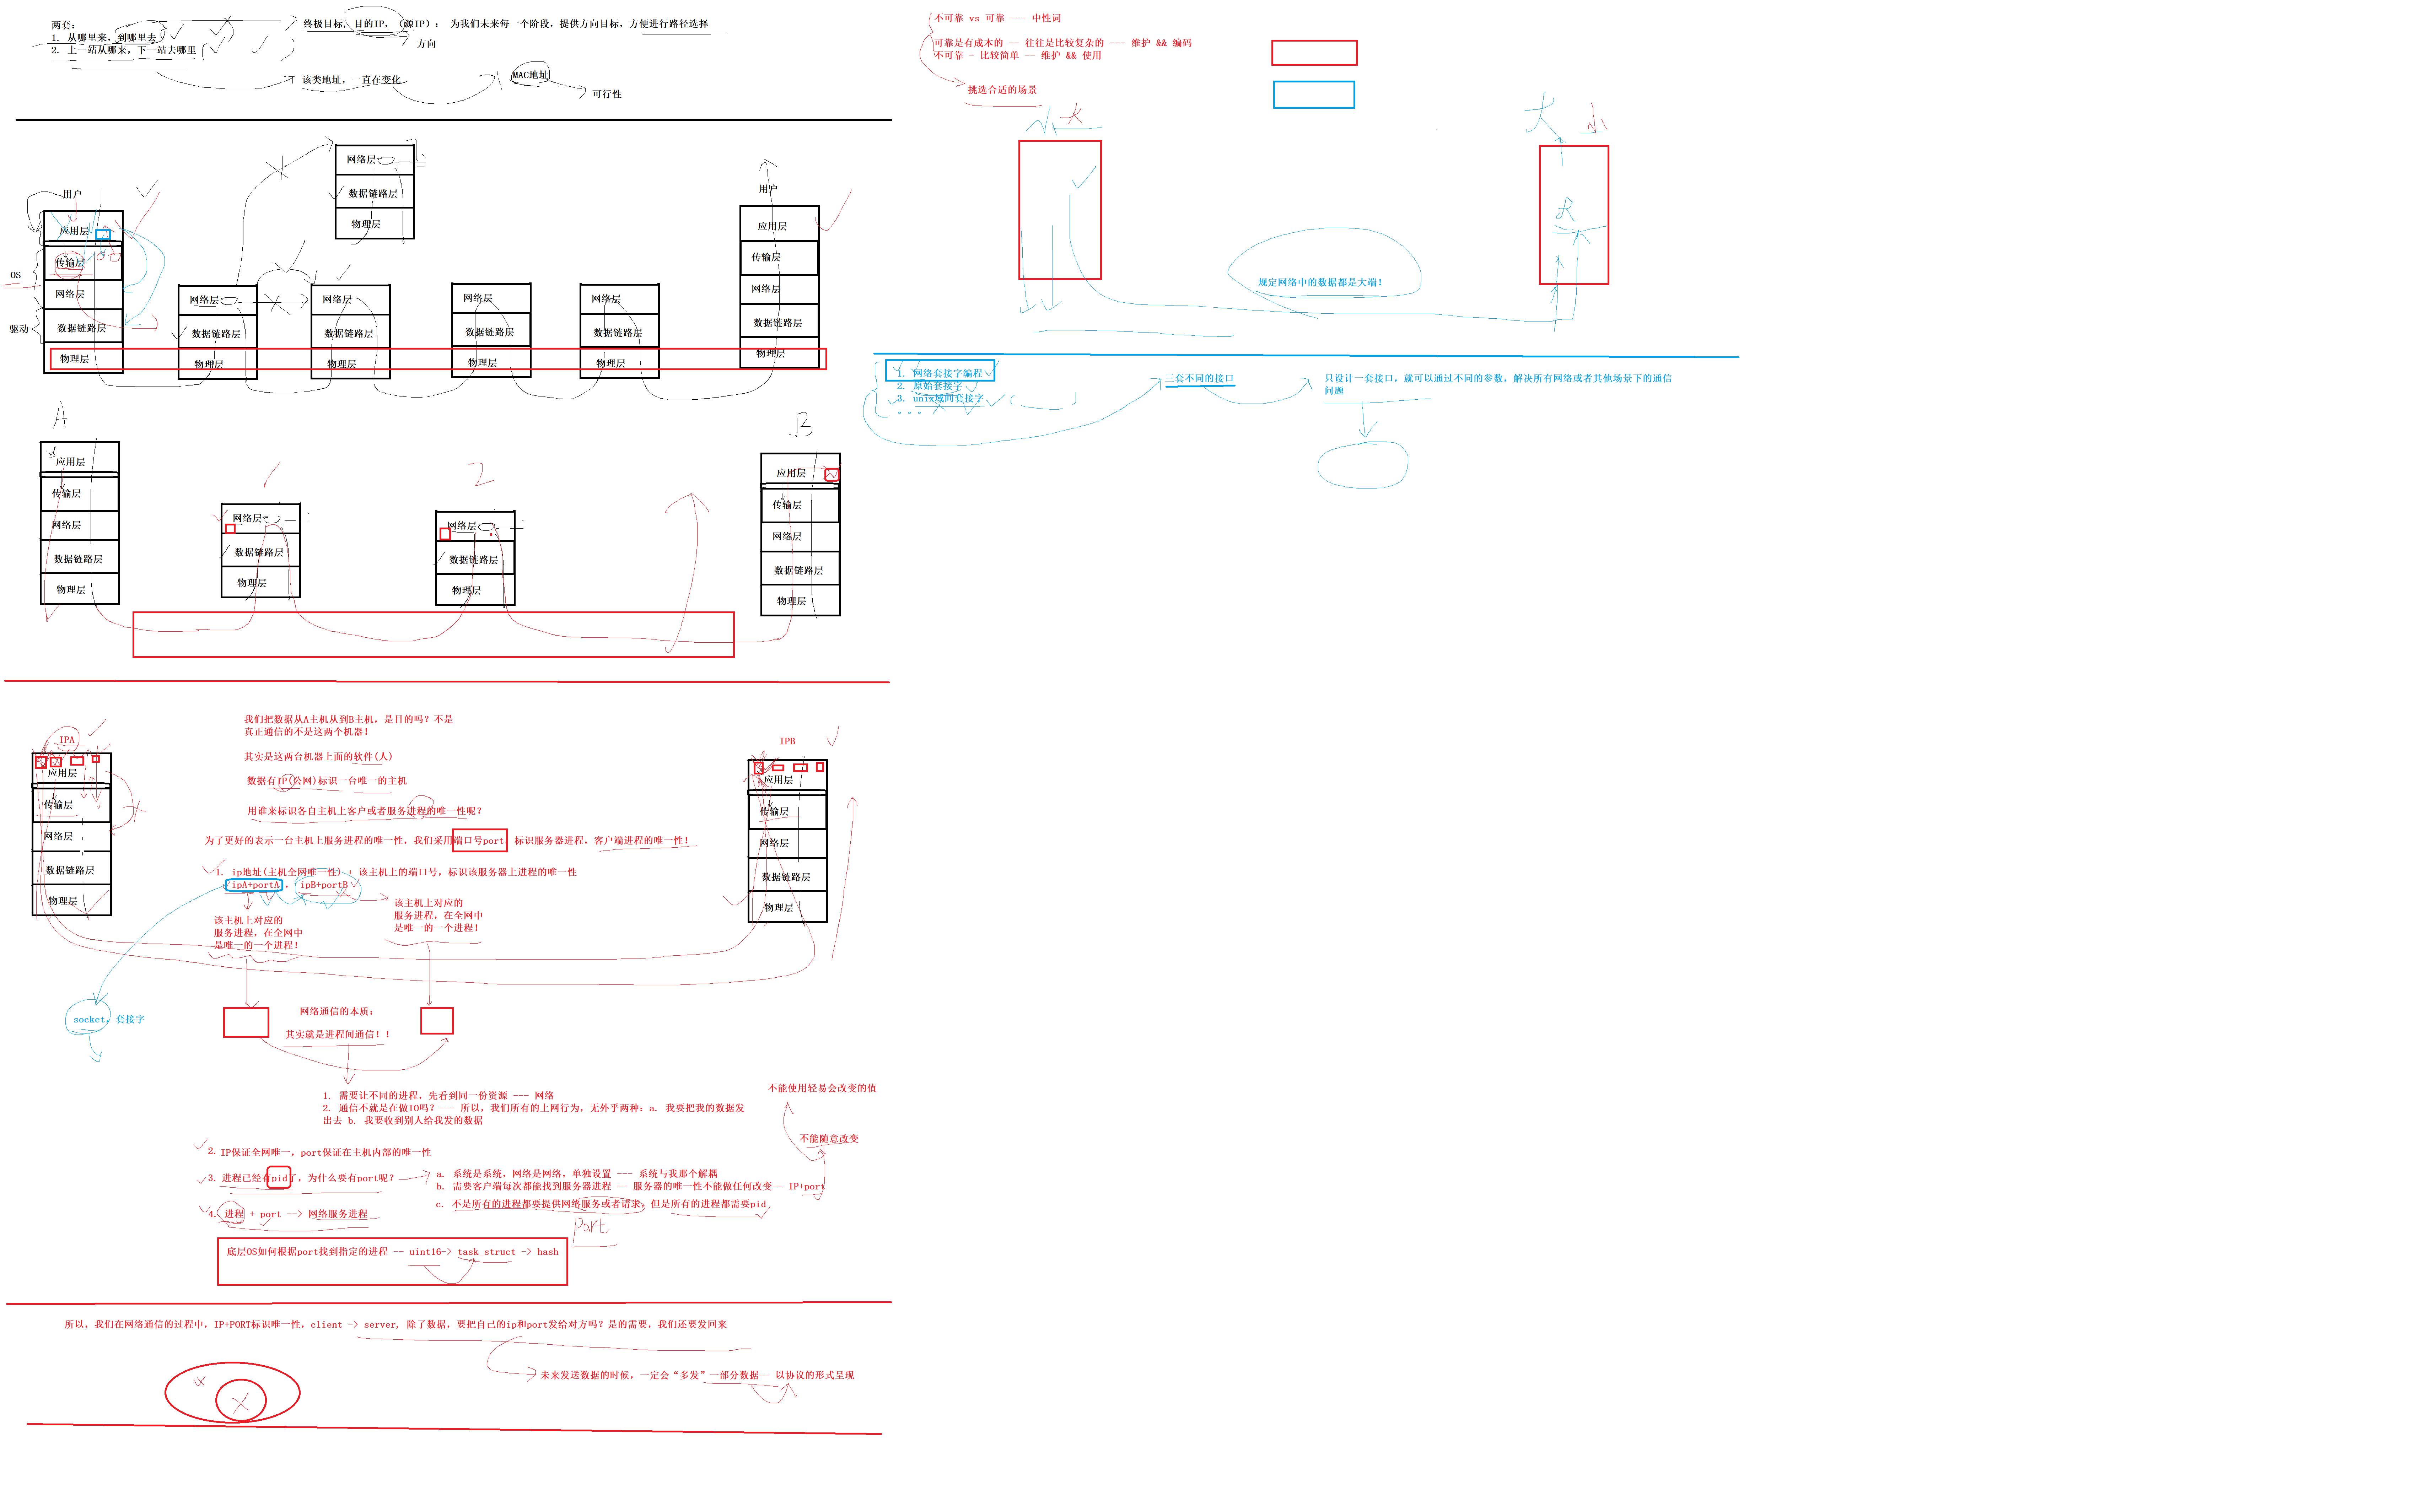 两套:
1. 从哪里来, 到哪里去
2. 上一站从哪来, 下一站去哪里
终极目标, 目的IP, (源IP): 为我们未来每一个阶段, 提供方向目标, 方便进行路径选择
方向
该类地址, 一直在变化
MAC地址
可行性
网络层
数据链路层
物理层
用户
应用层
传输层
网络层
数据链路层
物理层
OS
驱动
网络层
数据链路层
物理层
网络层
数据链路层
物理层
网络层
数据链路层
物理层
网络层
数据链路层
物理层
用户
应用层
传输层
网络层
数据链路层
物理层
A
应用层
传输层
网络层
数据链路层
物理层
1
网络层
数据链路层
物理层
2
网络层
数据链路层
物理层
B
应用层
传输层
网络层
数据链路层
物理层
我们把数据从A主机从到B主机, 是目的吗? 不是
真正通信的不是这两个机器!
其实是这两台机器上面的软件(人)
数据有IP(公网)标识一台唯一的主机
用谁来标识各自主机上客户或者服务进程的唯一性呢?
为了更好的表示一台主机上服务进程的唯一性, 我们采用端口号port, 标识服务器进程, 客户端进程的唯一性!
IPA
应用层
传输层
网络层
数据链路层
物理层
IPB
应用层
传输层
网络层
数据链路层
物理层
1. ip地址(主机全网唯一性) + 该主机上的端口号, 标识该服务器上进程的唯一性
ipA+portA, ipB+portB
该主机上对应的
服务进程, 在全网中
是唯一的一个进程!
该主机上对应的
服务进程, 在全网中
是唯一的一个进程!
socket, 套接字
网络通信的本质:
其实就是进程间通信! !
1. 需要让不同的进程, 先看到同一份资源 --- 网络
2. 通信不就是在做IO吗? --- 所以, 我们所有的上网行为, 无外乎两种: a. 我要把我的数据发
出去 b. 我要收到别人给我发的数据
不能使用轻易会改变的值
不能随意改变
2. IP保证全网唯一, port保证在主机内部的唯一性
3. 进程已经有pid了, 为什么要有port呢?
a. 系统是系统, 网络是网络, 单独设置 --- 系统与我那个解耦
b. 需要客户端每次都能找到服务器进程 -- 服务器的唯一性不能做任何改变-- IP+port
c. 不是所有的进程都要提供网络服务或者请求, 但是所有的进程都需要pid
4. 进程 + port --> 网络服务进程
Port
底层OS如何根据port找到指定的进程 -- uint16-> task_struct -> hash
所以, 我们在网络通信的过程中, IP+PORT标识唯一性, client -> server, 除了数据, 要把自己的ip和port发给对方吗? 是的需要, 我们还要发回来
未来发送数据的时候, 一定会“多发”一部分数据-- 以协议的形式呈现
不可靠 vs 可靠 --- 中性词
可靠是有成本的 -- 往往是比较复杂的 --- 维护 && 编码
不可靠 - 比较简单 -- 维护 && 使用
挑选合适的场景
小
大
大
小
规定网络中的数据都是大端!
1. 网络套接字编程
2. 原始套接字
3. unix域间套接字
。。。
三套不同的接口
只设计一套接口, 就可以通过不同的参数, 解决所有网络或者其他场景下的通信
问题